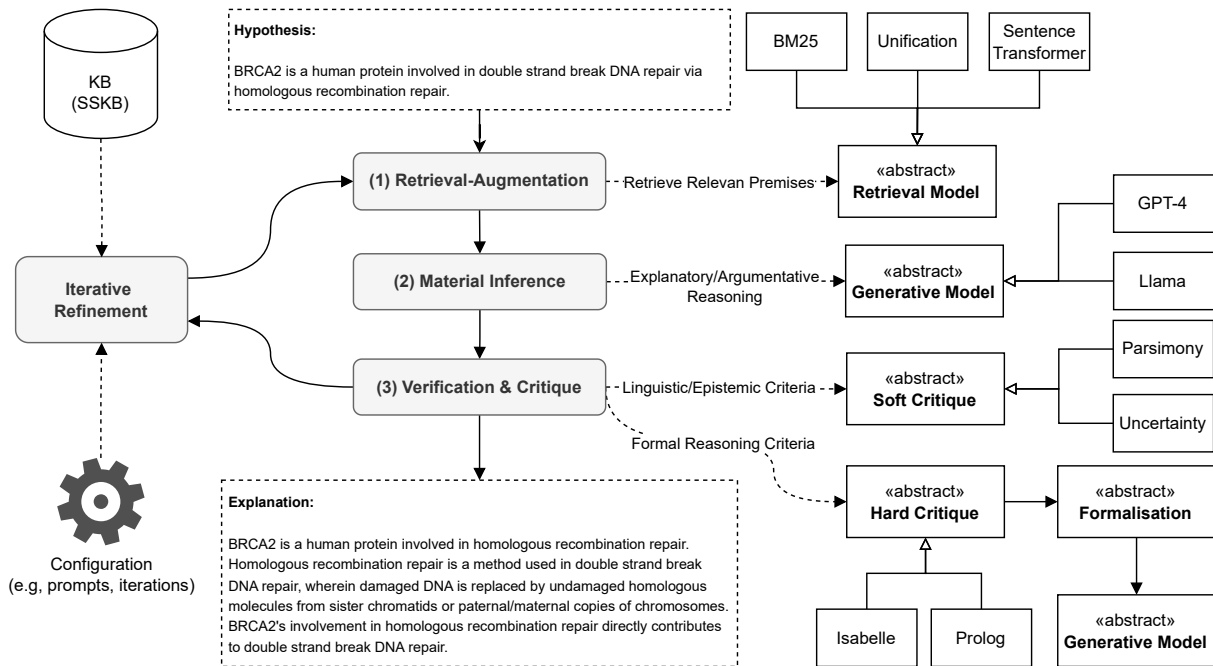 KB
(SSKB)
Hypothesis:
BRCA2 is a human protein involved in double strand break DNA repair via
homologous recombination repair.
BM25
Unification
Sentence
Transformer
(1) Retrieval-Augmentation
Retrieve Relevan Premises
«abstract»
Retrieval Model
GPT-4
Iterative
Refinement
(2) Material Inference
Explanatory/Argumentative
Reasoning
«abstract»
Generative Model
Llama
Parsimony
(3) Verification & Critique
Linguistic/Epistemic Criteria
«abstract»
Soft Critique
Uncertainty
Formal Reasoning Criteria
«abstract»
Hard Critique
«abstract»
Formalisation
Configuration
(e.g, prompts, iterations)
Explanation:
BRCA2 is a human protein involved in homologous recombination repair.
Homologous recombination repair is a method used in double strand break
DNA repair, wherein damaged DNA is replaced by undamaged homologous
molecules from sister chromatids or paternal/maternal copies of chromosomes.
BRCA2's involvement in homologous recombination repair directly contributes
to double strand break DNA repair.
Isabelle
Prolog
«abstract»
Generative Model